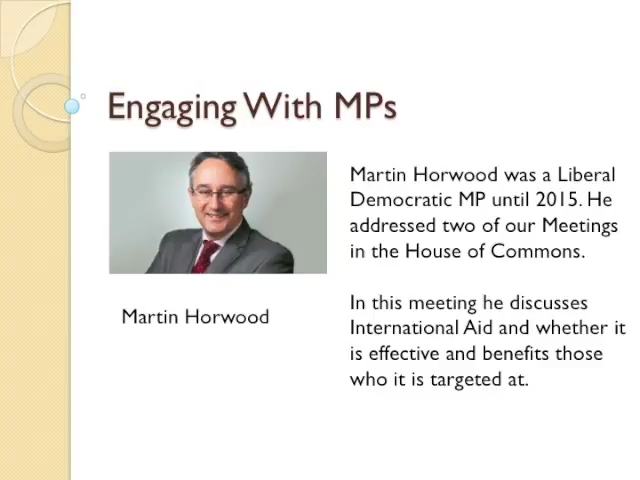 Engaging With MPs
Martin Horwood was a Liberal
Democratic MP until 2015. He
addressed two of our Meetings
in the House of Commons.
In this meeting he discusses
International Aid and whether it
is effective and benefits those
who it is targeted at.
Martin Horwood